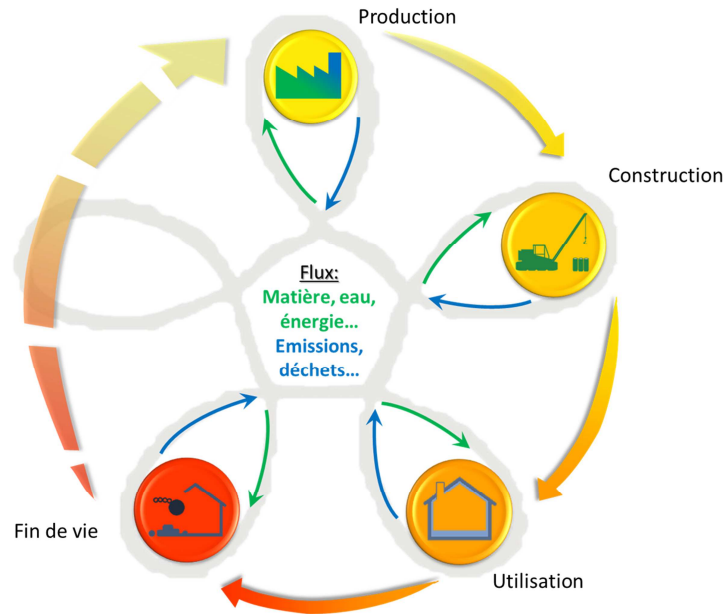 Production
Construction
Flux:
Matière, eau,
énergie…
Emissions,
déchets…
Fin de vie
Utilisation